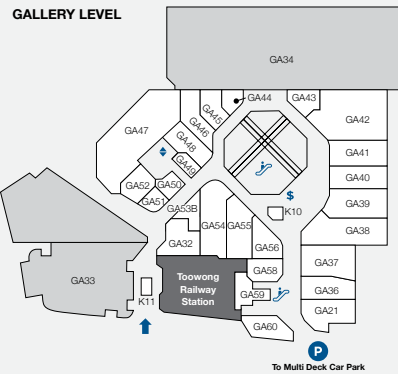 GALLERY LEVEL
GA34
GA44
GA43
GA45
GA46
GA47
GA48
GA49
GA42
GA41
GA40
GA39
GA38
GA52
GA50
GA51
GA53B
$
K10
GA32
GA54
GA55
GA56
GA37
GA58
GA33
K11
Toowong
Railway
Station
GA59
GA36
GA21
GA60
P
To Multi Deck Car Park